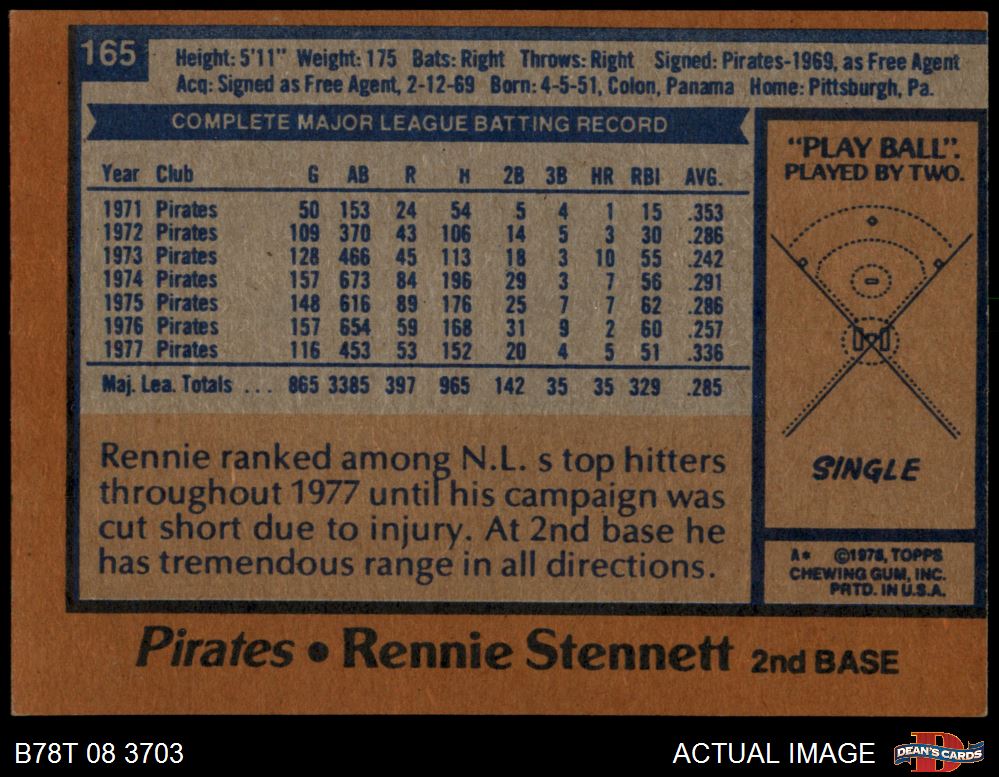 165
Height: 5'11" Weight: 175 Bats: Right Throws: Right Signed: Pirates-1969, as Free Agent
Acq: Signed as Free Agent, 2-12-69 Born: 4-5-51, Colon, Panama Home: Pittsburgh, Pa.
COMPLETE MAJOR LEAGUE BATTING RECORD
Year Club G AB R H 2B 3B HR RBI AVG.
1971 Pirates 50 153 24 54 5 4 1 15 .353
1972 Pirates 109 370 43 106 14 5 3 30 .286
1973 Pirates 128 466 45 113 18 3 10 55 .242
1974 Pirates 157 673 84 196 29 3 7 56 .291
1975 Pirates 148 616 89 176 25 7 7 62 .286
1976 Pirates 157 654 59 168 31 9 2 60 .257
1977 Pirates 116 453 53 152 20 4 5 51 .336
Maj. Lea. Totals ... 865 3385 397 965 142 35 35 329 .285
Rennie ranked among N.L. s top hitters
throughout 1977 until his campaign was
cut short due to injury. At 2nd base he
has tremendous range in all directions.
"PLAY BALL".
PLAYED BY TWO.
SINGLE
A* ©1978, TOPPS
CHEWING GUM, INC.
PRTD. IN U.S.A.
Pirates • Rennie Stennett 2nd BASE
B78T 08 3703
ACTUAL IMAGE
D
DEAN'S CARDS